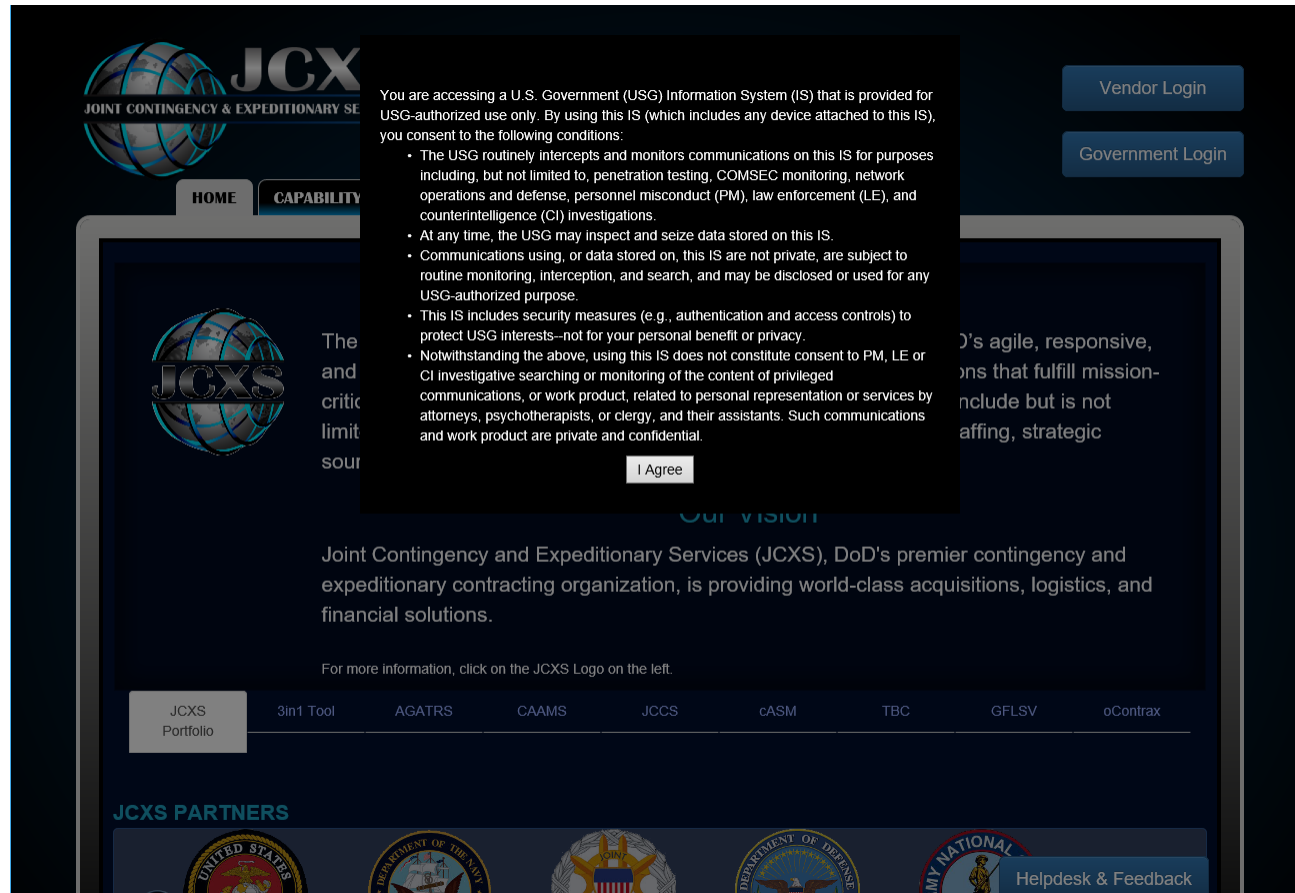 JCX
JOINT CONTINGENCY & EXPEDITIONARY SE
Vendor Login
Government Login
HOME
CAPABILITY
You are accessing a U.S. Government (USG) Information System (IS) that is provided for
USG-authorized use only. By using this IS (which includes any device attached to this IS),
you consent to the following conditions:
• The USG routinely intercepts and monitors communications on this IS for purposes
including, but not limited to, penetration testing, COMSEC monitoring, network
operations and defense, personnel misconduct (PM), law enforcement (LE), and
counterintelligence (CI) investigations.
• At any time, the USG may inspect and seize data stored on this IS.
• Communications using, or data stored on, this IS are not private, are subject to
routine monitoring, interception, and search, and may be disclosed or used for any
USG-authorized purpose.
• This IS includes security measures (e.g., authentication and access controls) to
protect USG interests--not for your personal benefit or privacy.
• Notwithstanding the above, using this IS does not constitute consent to PM, LE or
CI investigative searching or monitoring of the content of privileged
communications, or work product, related to personal representation or services by
attorneys, psychotherapists, or clergy, and their assistants. Such communications
and work product are private and confidential.
I Agree
JCXS
The D's agile, responsive,
and ons that fulfill mission-
critic nclude but is not
limit affing, strategic
sour
Our Vision
Joint Contingency and Expeditionary Services (JCXS), DoD's premier contingency and
expeditionary contracting organization, is providing world-class acquisitions, logistics, and
financial solutions.
For more information, click on the JCXS Logo on the left.
JCXS
Portfolio
3in1 Tool
AGATRS
CAAMS
JCCS
cASM
TBC
GFLSV
oContrax
JCXS PARTNERS
UNITED STATES
DEPARTMENT OF THE NAVY
JOINT
DEPARTMENT OF DEFENSE
MY NATIONAL
Helpdesk & Feedback